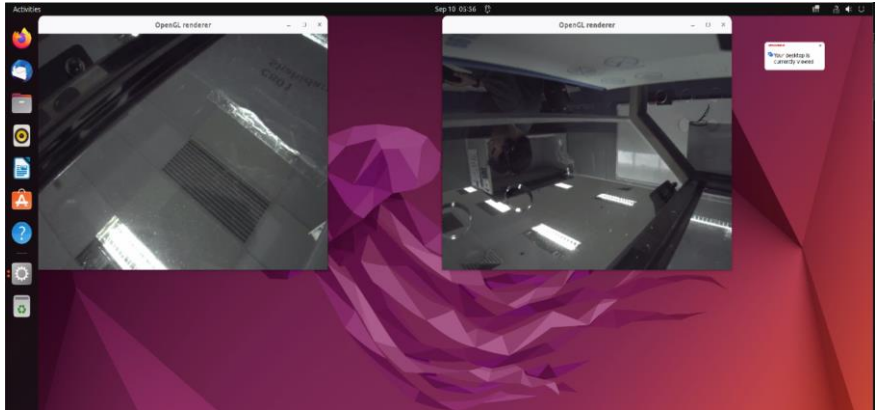 Activities
Sep 10 05:56
OpenGL renderer
OpenGL renderer
Your desktop is
currently viewed